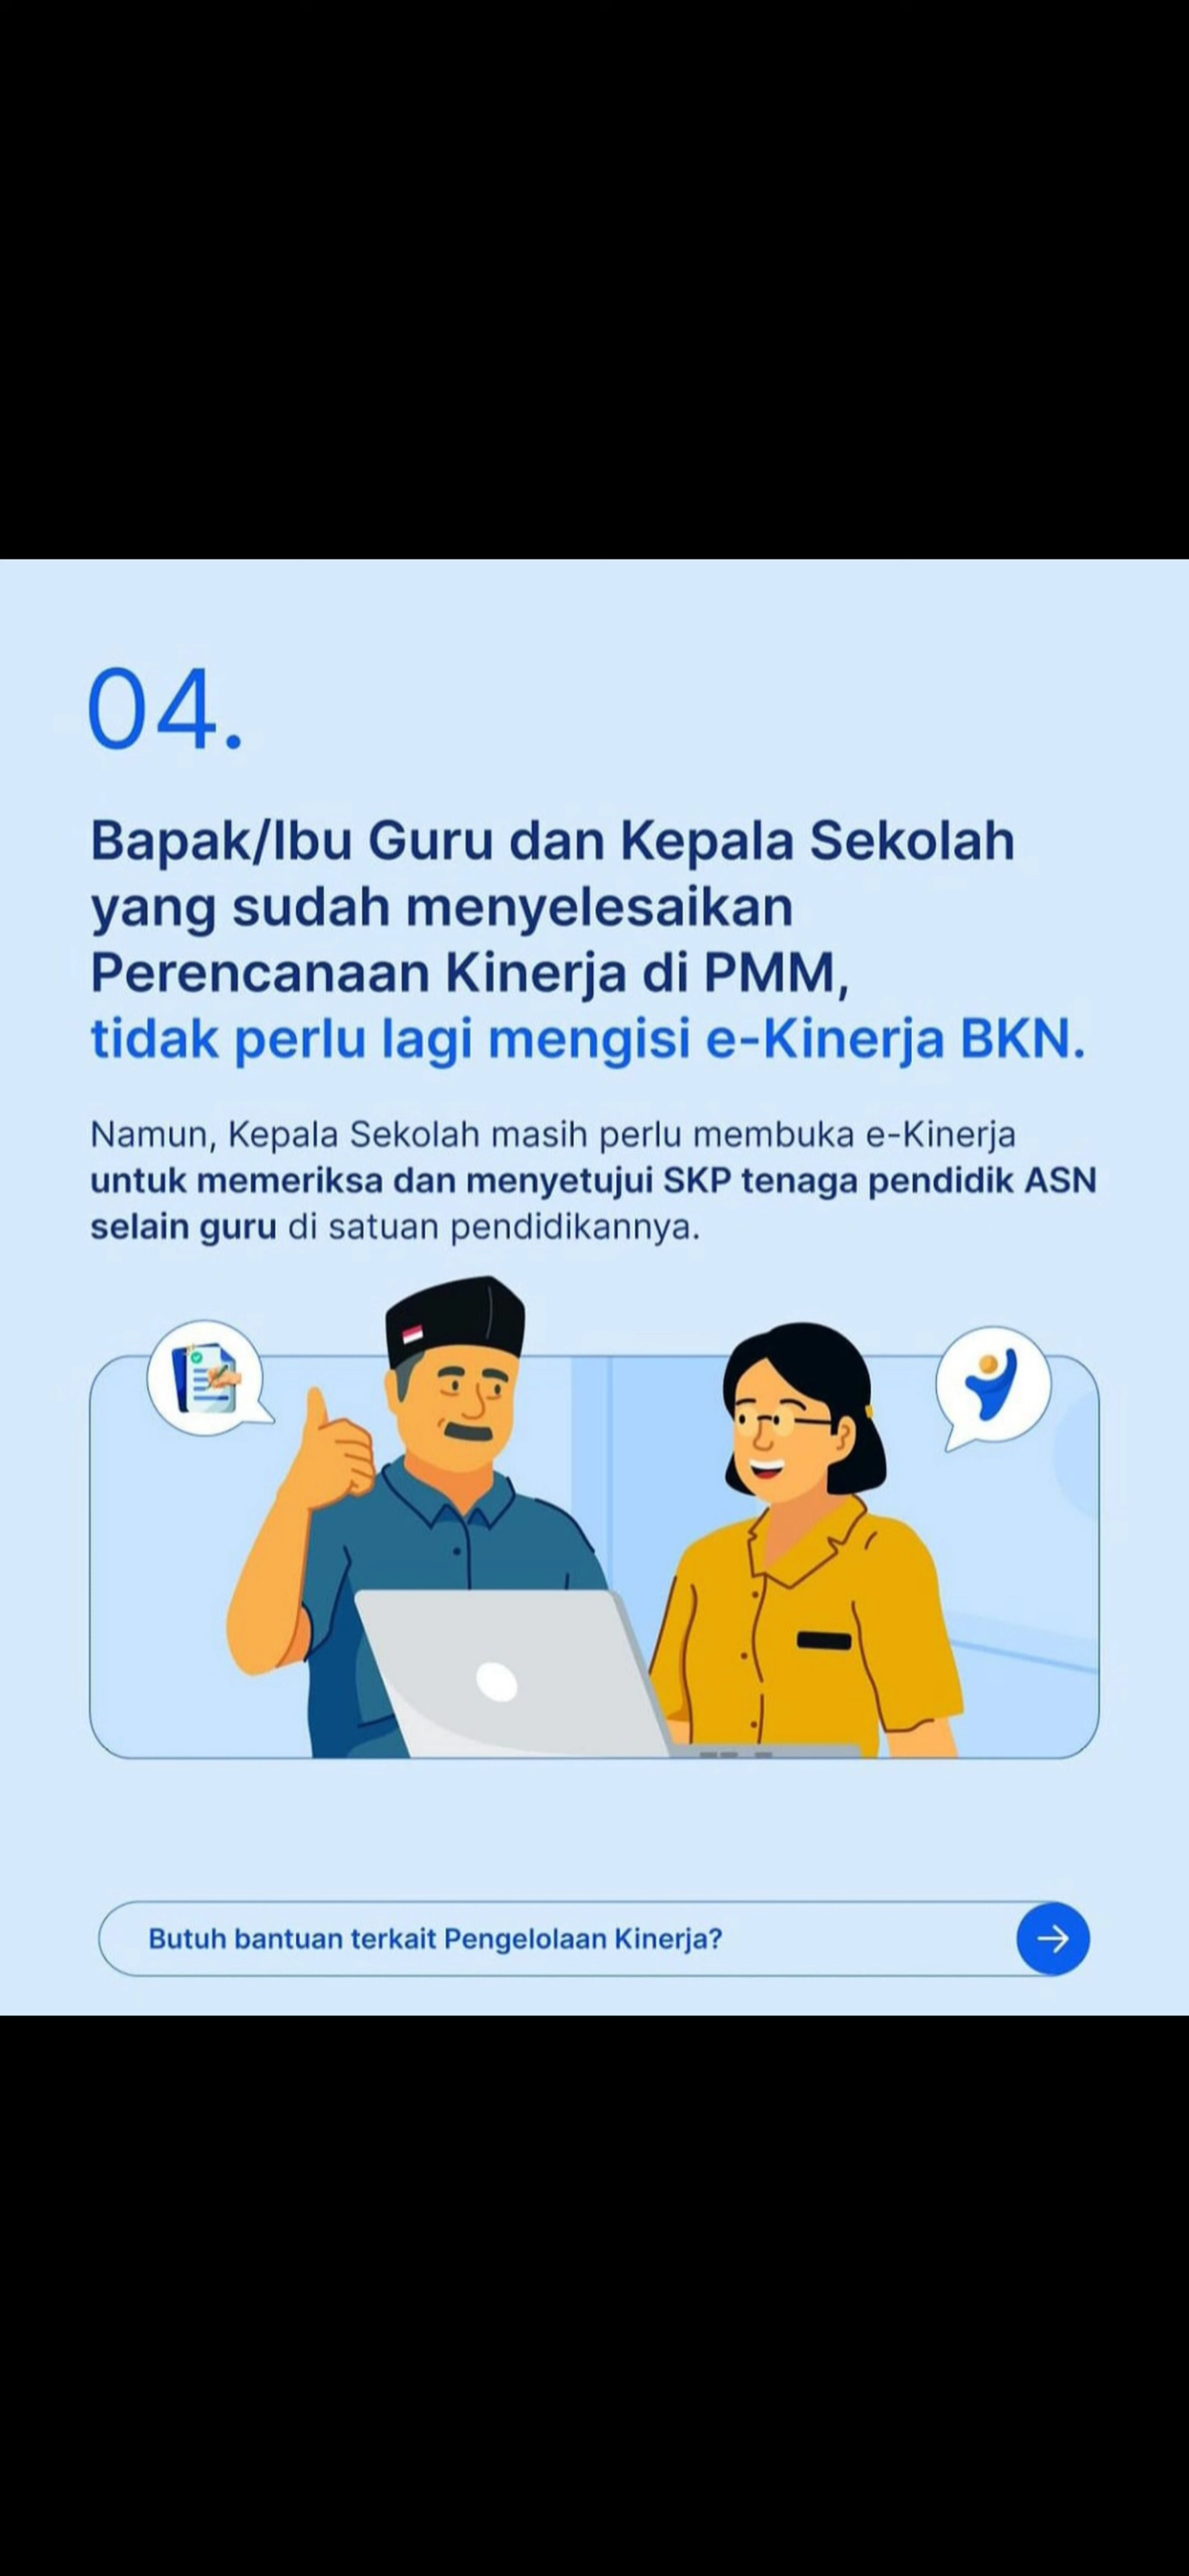 04.
Bapak/Ibu Guru dan Kepala Sekolah
yang sudah menyelesaikan
Perencanaan Kinerja di PMM,
tidak perlu lagi mengisi e-Kinerja BKN.
Namun, Kepala Sekolah masih perlu membuka e-Kinerja
untuk memeriksa dan menyetujui SKP tenaga pendidik ASN
selain guru di satuan pendidikannya.
Butuh bantuan terkait Pengelolaan Kinerja?